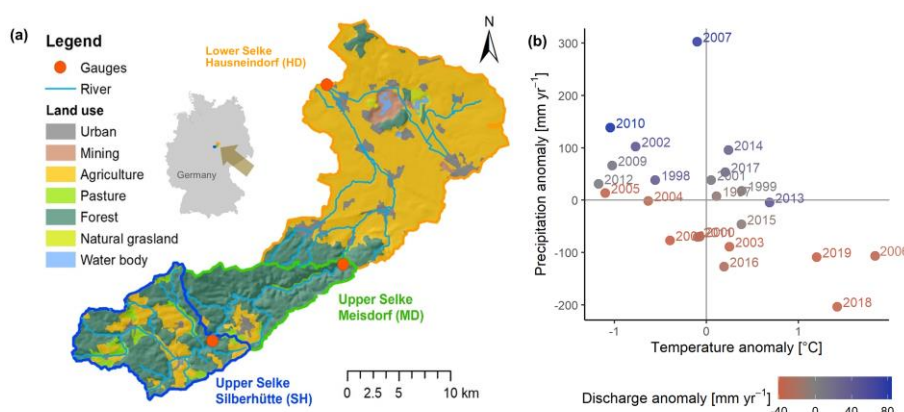 (a)
Legend
Gauges
River
Land use
Urban
Mining
Agriculture
Pasture
Forest
Natural grassland
Water body
Germany
Lower Selke
Hausneindorf (HD)
N
Upper Selke
Meisdorf (MD)
Upper Selke
Silberhütte (SH)
0 2.5 5 10 km
(b)
Precipitation anomaly [mm yr⁻¹]
300
200
100
0
-100
-200
2007
2010
2002
2014
2009
2017
2012
1998
2001
2005
1997
1999
2004
2013
2015
2003
2016
2019
2006
2018
-1 0 1
Temperature anomaly [°C]
Discharge anomaly [mm yr⁻¹]
-40 0 40 80